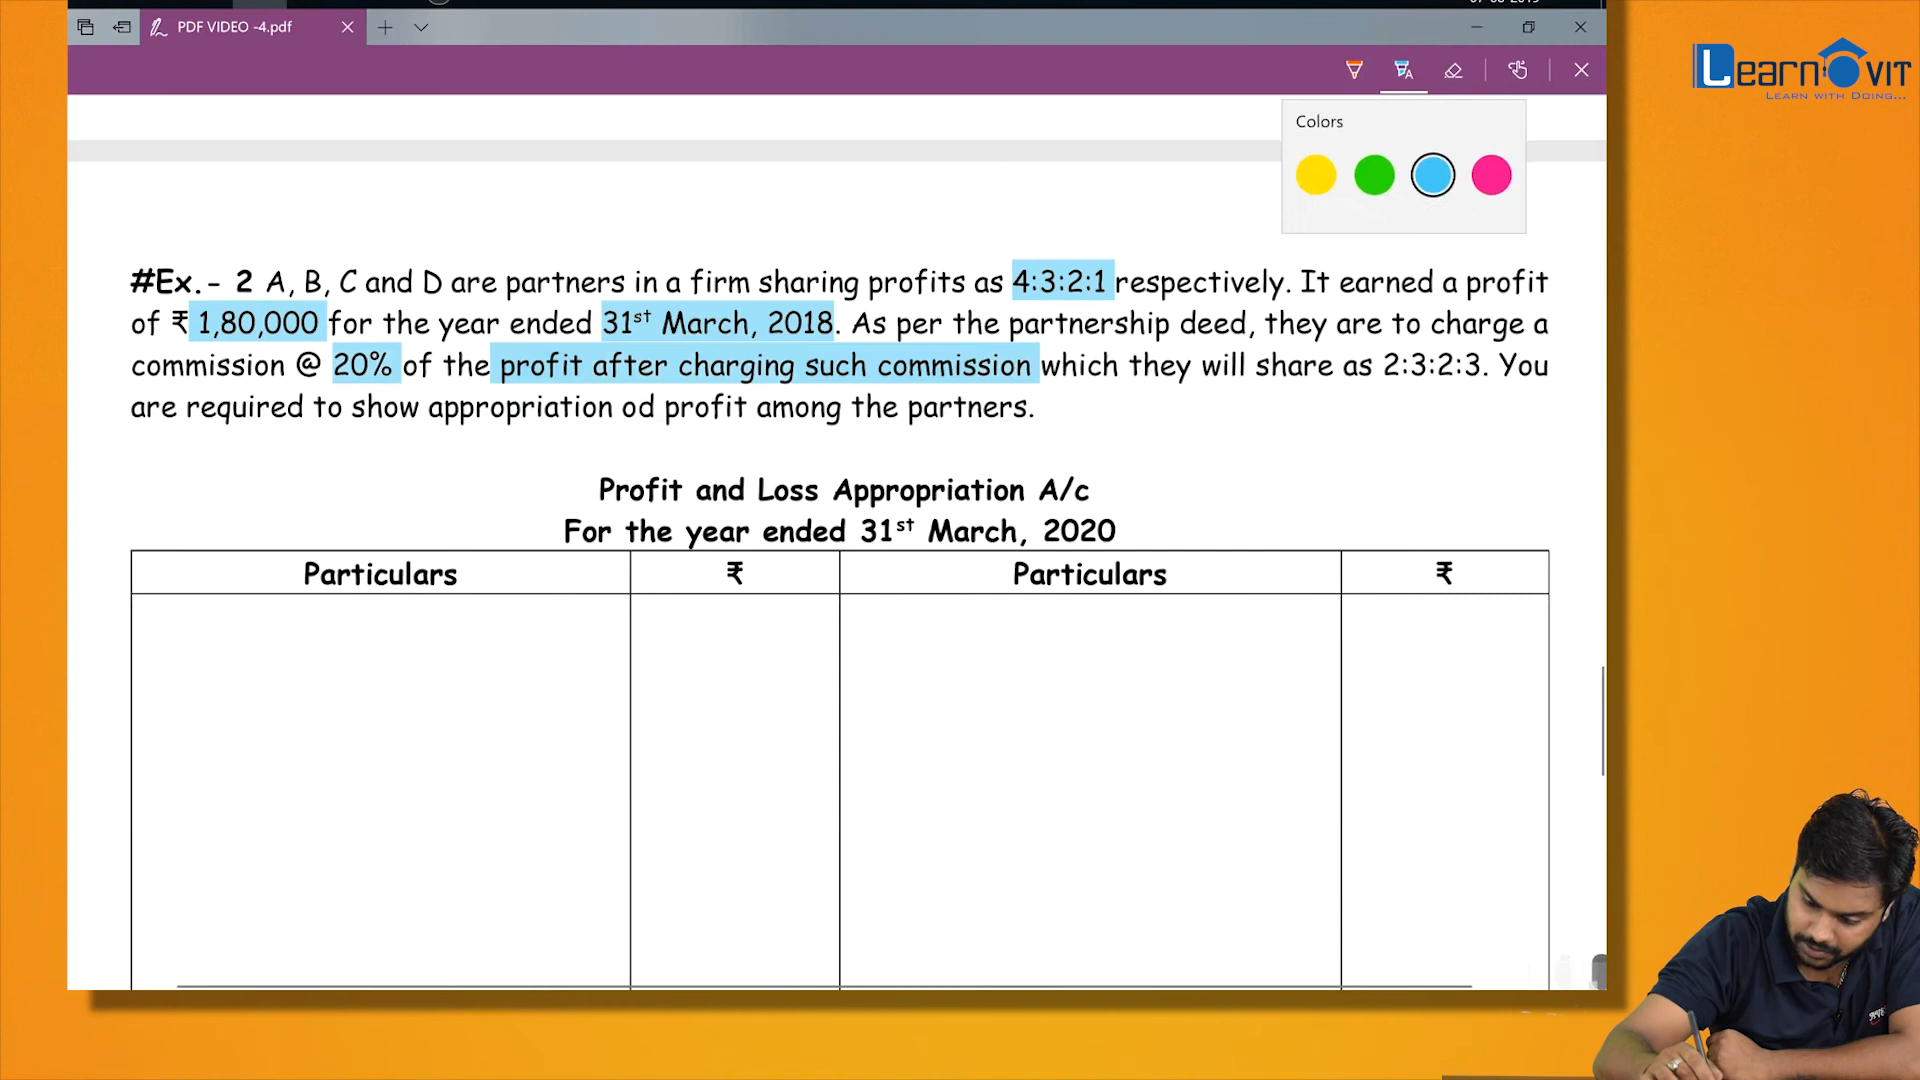 PDF VIDEO -4.pdf
LearnOvIT
LEARN WITH DOING...
Colors
#Ex.- 2 A, B, C and D are partners in a firm sharing profits as 4:3:2:1 respectively. It earned a profit
of ₹ 1,80,000 for the year ended 31st March, 2018. As per the partnership deed, they are to charge a
commission @ 20% of the profit after charging such commission which they will share as 2:3:2:3. You
are required to show appropriation od profit among the partners.
Profit and Loss Appropriation A/c
For the year ended 31st March, 2020
Particulars ₹ Particulars ₹